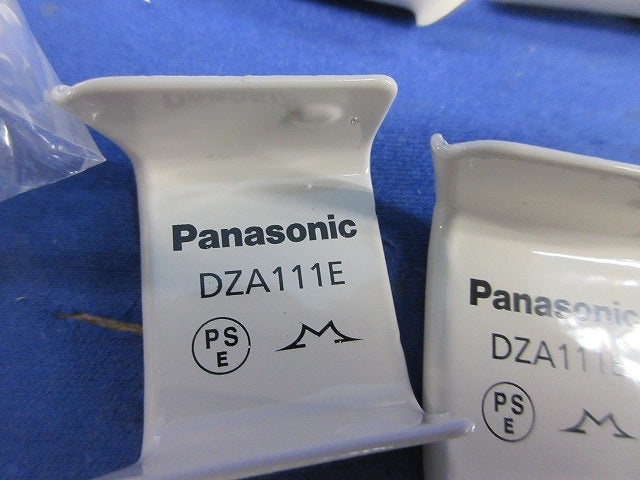 Panasonic
DZA111E
PS
E
Panasonic
DZA111E
PS
E